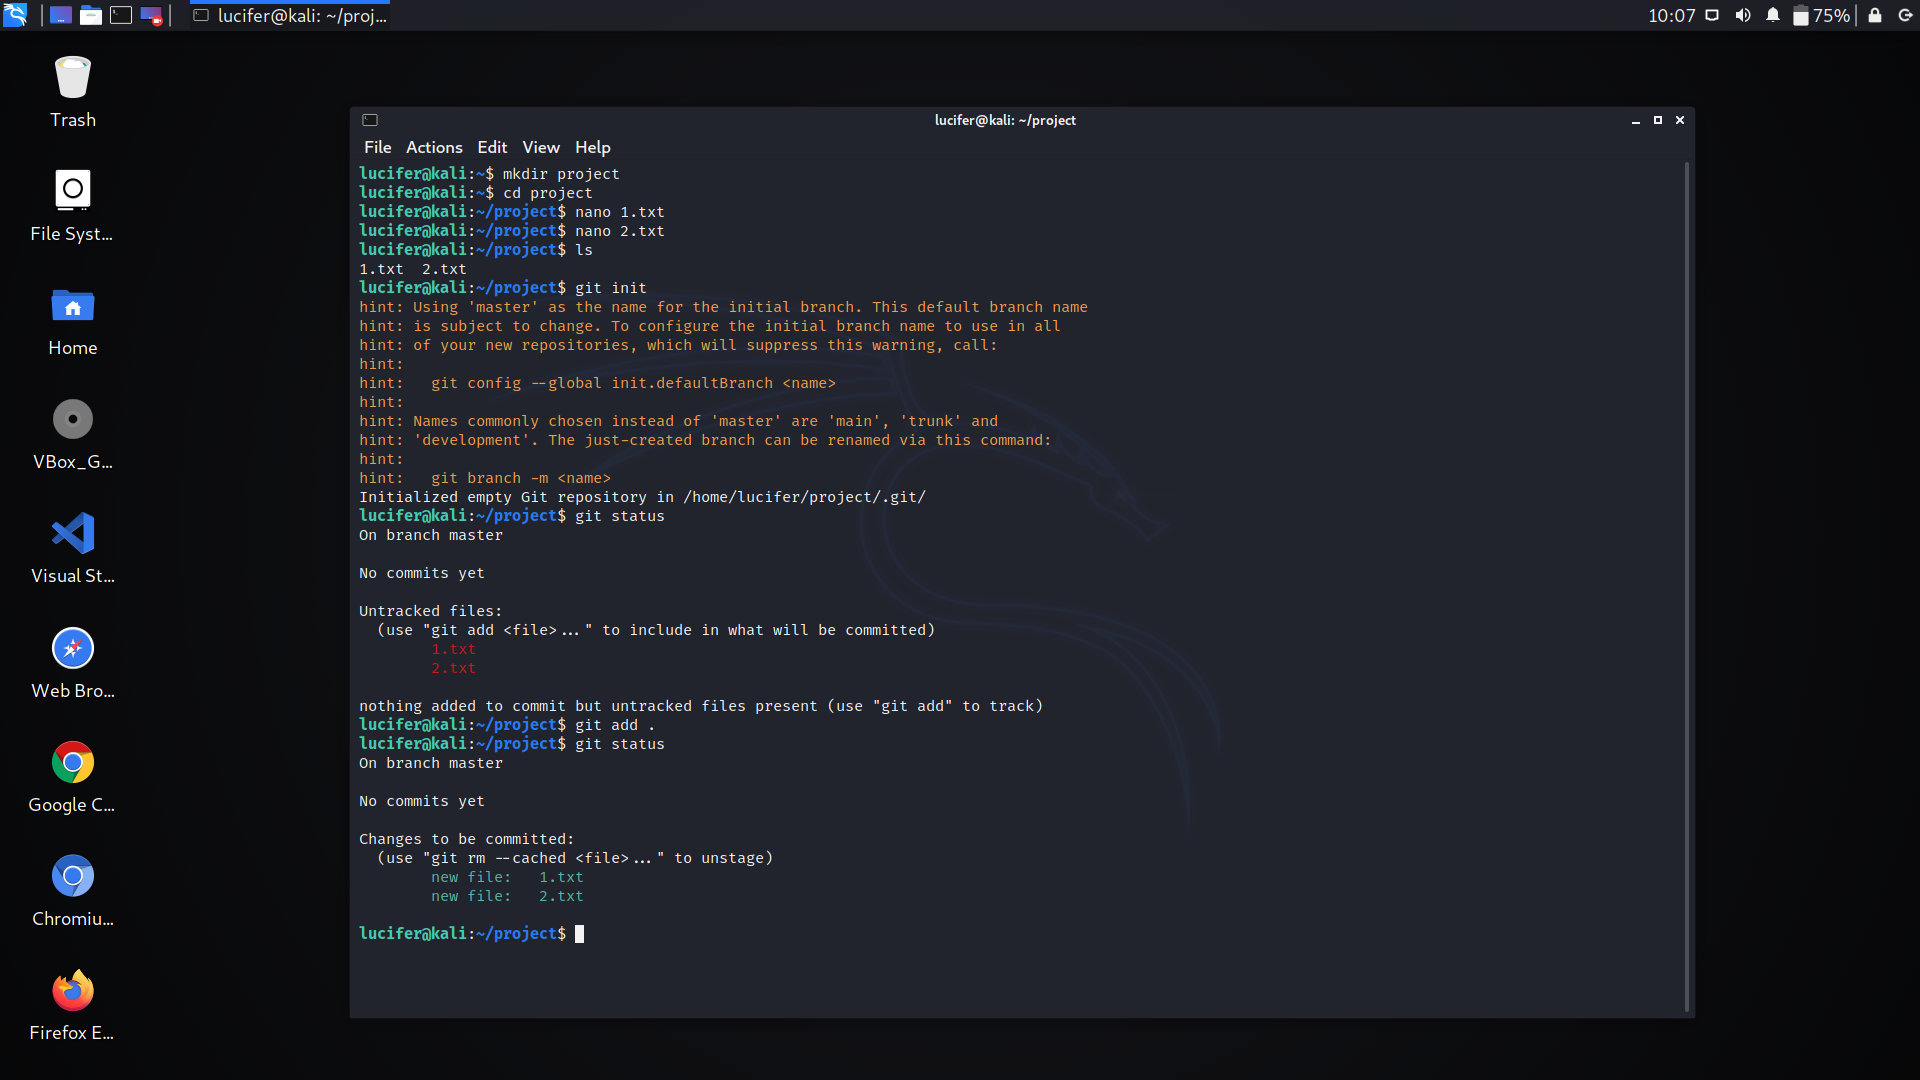 lucifer@kali: ~/proj...
10:07
75%
Trash
File Syst...
Home
VBox_G...
Visual St...
Web Bro...
Google C...
Chromiu...
Firefox E...
lucifer@kali: ~/project
File Actions Edit View Help
lucifer@kali:~$ mkdir project
lucifer@kali:~$ cd project
lucifer@kali:~/project$ nano 1.txt
lucifer@kali:~/project$ nano 2.txt
lucifer@kali:~/project$ ls
1.txt  2.txt
lucifer@kali:~/project$ git init
hint: Using 'master' as the name for the initial branch. This default branch name
hint: is subject to change. To configure the initial branch name to use in all
hint: of your new repositories, which will suppress this warning, call:
hint:
hint:   git config --global init.defaultBranch <name>
hint:
hint: Names commonly chosen instead of 'master' are 'main', 'trunk' and
hint: 'development'. The just-created branch can be renamed via this command:
hint:
hint:   git branch -m <name>
Initialized empty Git repository in /home/lucifer/project/.git/
lucifer@kali:~/project$ git status
On branch master
No commits yet
Untracked files:
  (use "git add <file>..." to include in what will be committed)
        1.txt
        2.txt
nothing added to commit but untracked files present (use "git add" to track)
lucifer@kali:~/project$ git add .
lucifer@kali:~/project$ git status
On branch master
No commits yet
Changes to be committed:
  (use "git rm --cached <file>..." to unstage)
        new file:   1.txt
        new file:   2.txt
lucifer@kali:~/project$